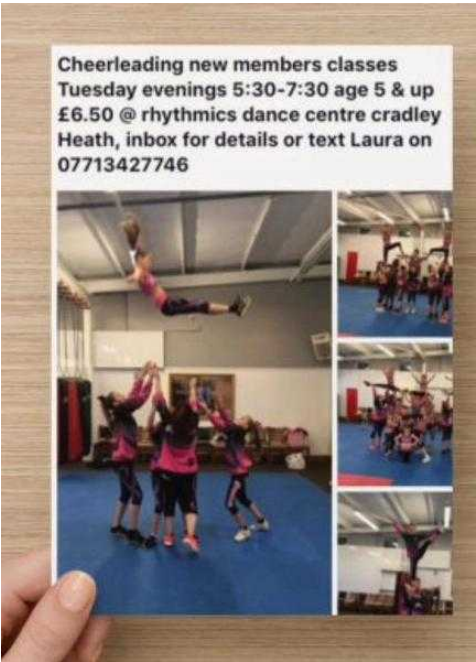 Cheerleading new members classes
Tuesday evenings 5:30-7:30 age 5 & up
£6.50 @ rhythmics dance centre cradley
Heath, inbox for details or text Laura on
07713427746